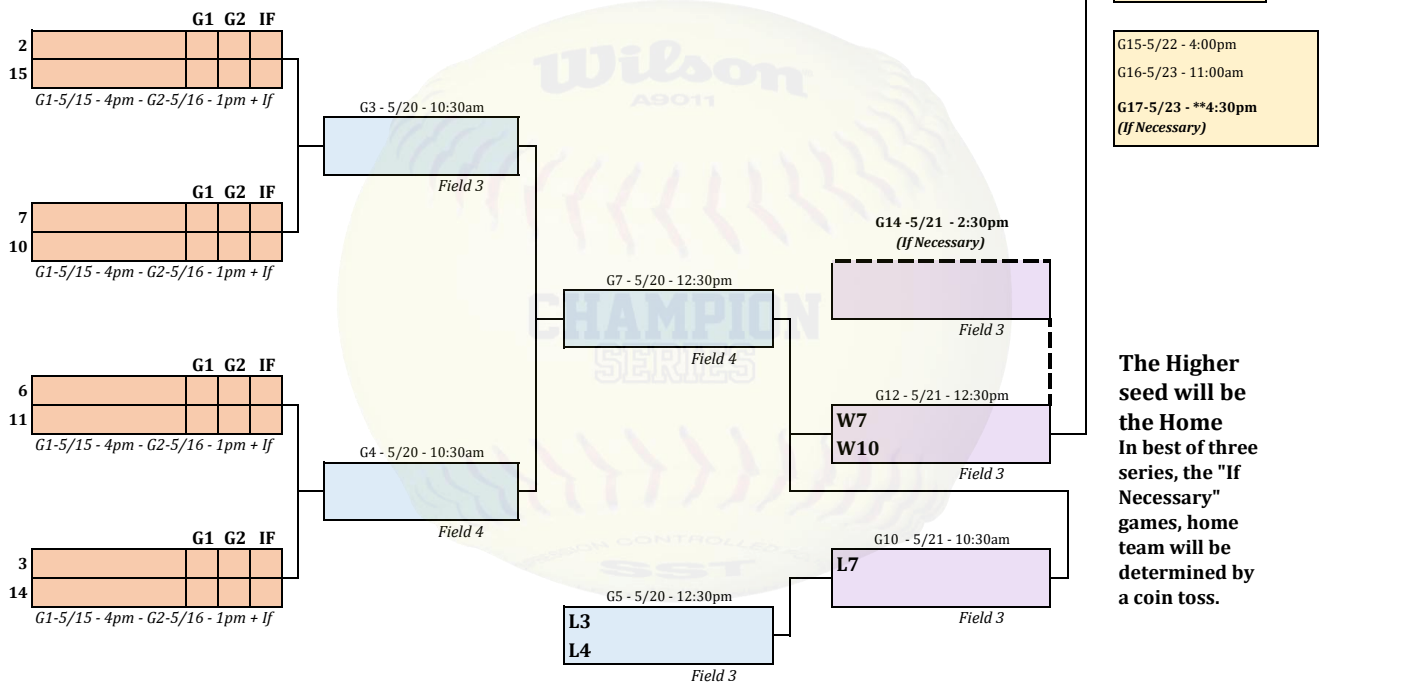 G1 G2 IF
2
15
G1-5/15 - 4pm - G2-5/16 - 1pm + If
G1 G2 IF
7
10
G1-5/15 - 4pm - G2-5/16 - 1pm + If
G1 G2 IF
6
11
G1-5/15 - 4pm - G2-5/16 - 1pm + If
G1 G2 IF
3
14
G1-5/15 - 4pm - G2-5/16 - 1pm + If
G3 - 5/20 - 10:30am
Field 3
G4 - 5/20 - 10:30am
Field 4
Wilson
A9011
CHAMPION
SERIES
SST
G7 - 5/20 - 12:30pm
Field 4
G5 - 5/20 - 12:30pm
L3
L4
Field 3
G14 -5/21 - 2:30pm
(If Necessary)
Field 3
G12 - 5/21 - 12:30pm
W7
W10
Field 3
G10 - 5/21 - 10:30am
L7
Field 3
G15-5/22 - 4:00pm
G16-5/23 - 11:00am
G17-5/23 - **4:30pm
(If Necessary)
The Higher
seed will be
the Home
In best of three
series, the "If
Necessary"
games, home
team will be
determined by
a coin toss.